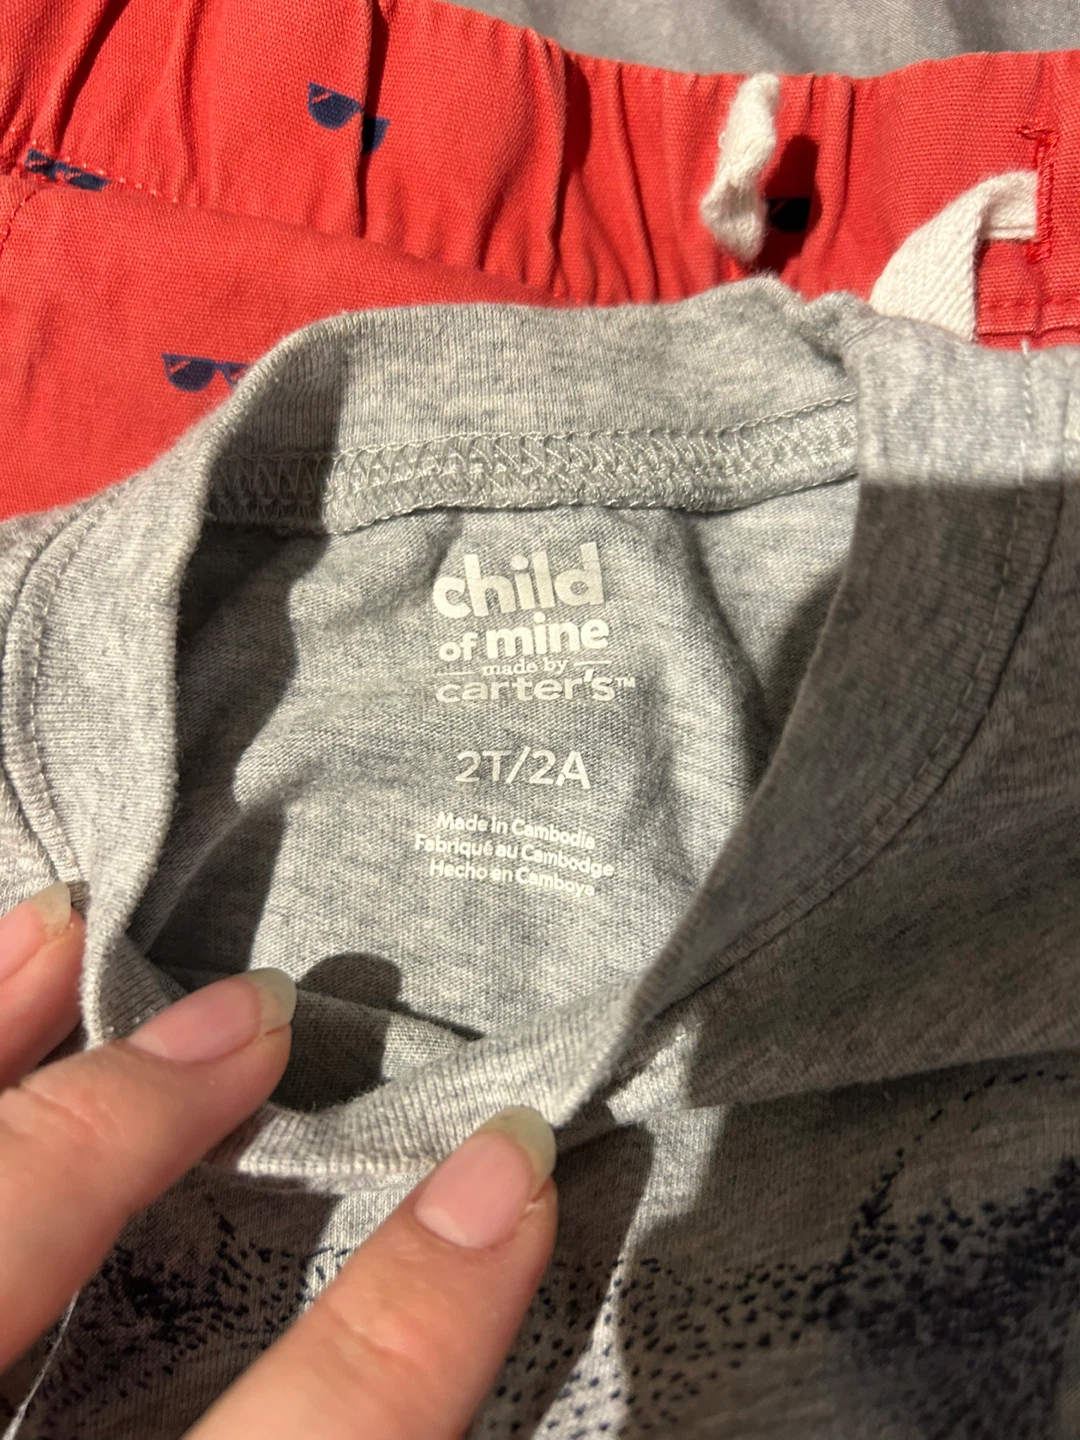 child
of mine
made by
carter's™
2T/2A
Made in Cambodia
Fabriqué au Cambodge
Hecho en Camboya